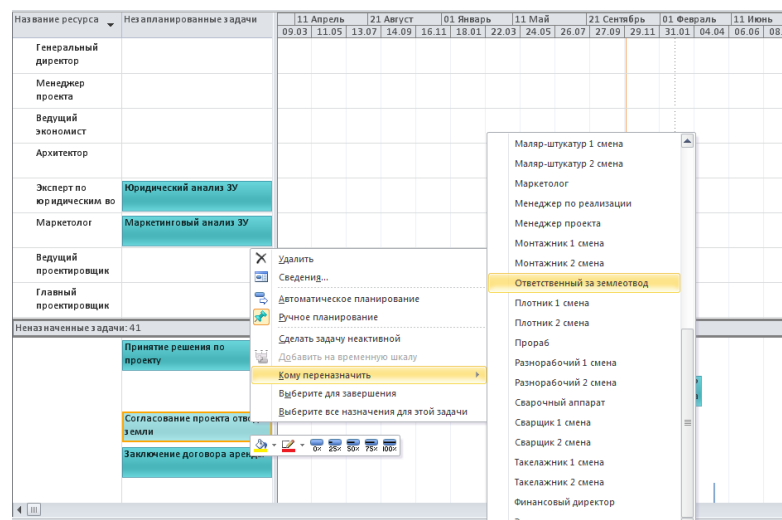 Название ресурса Незапланированные задачи 11 Апрель 21 Август 01 Январь 11 Май 21 Сентябрь 01 Февраль 11 Июнь
09.03 11.05 13.07 14.09 16.11 18.01 22.03 24.05 26.07 27.09 29.11 31.01 04.04 06.06 08.
Генеральный
директор
Менеджер
проекта
Ведущий
экономист
Архитектор
Эксперт по
юридическим во
Юридический анализ ЗУ
Маркетолог
Маркетинговый анализ ЗУ
Ведущий
проектировщик
Главный
проектировщик
Неназначенные задачи: 41
Принятие решения по
проекту
Согласование проекта отво
земли
Заключение договора аренды
Удалить
Сведения...
Автоматическое планирование
Ручное планирование
Сделать задачу неактивной
Добавить на временную шкалу
Кому переназначить
Выберите для завершения
Выберите все назначения для этой задачи
0× 25× 50× 75× 100×
Маляр-штукатур 1 смена
Маляр-штукатур 2 смена
Маркетолог
Менеджер по реализации
Менеджер проекта
Монтажник 1 смена
Монтажник 2 смена
Ответственный за землеотвод
Плотник 1 смена
Плотник 2 смена
Прораб
Разнорабочий 1 смена
Разнорабочий 2 смена
Сварочный аппарат
Сварщик 1 смена
Сварщик 2 смена
Такелажник 1 смена
Такелажник 2 смена
Финансовый директор